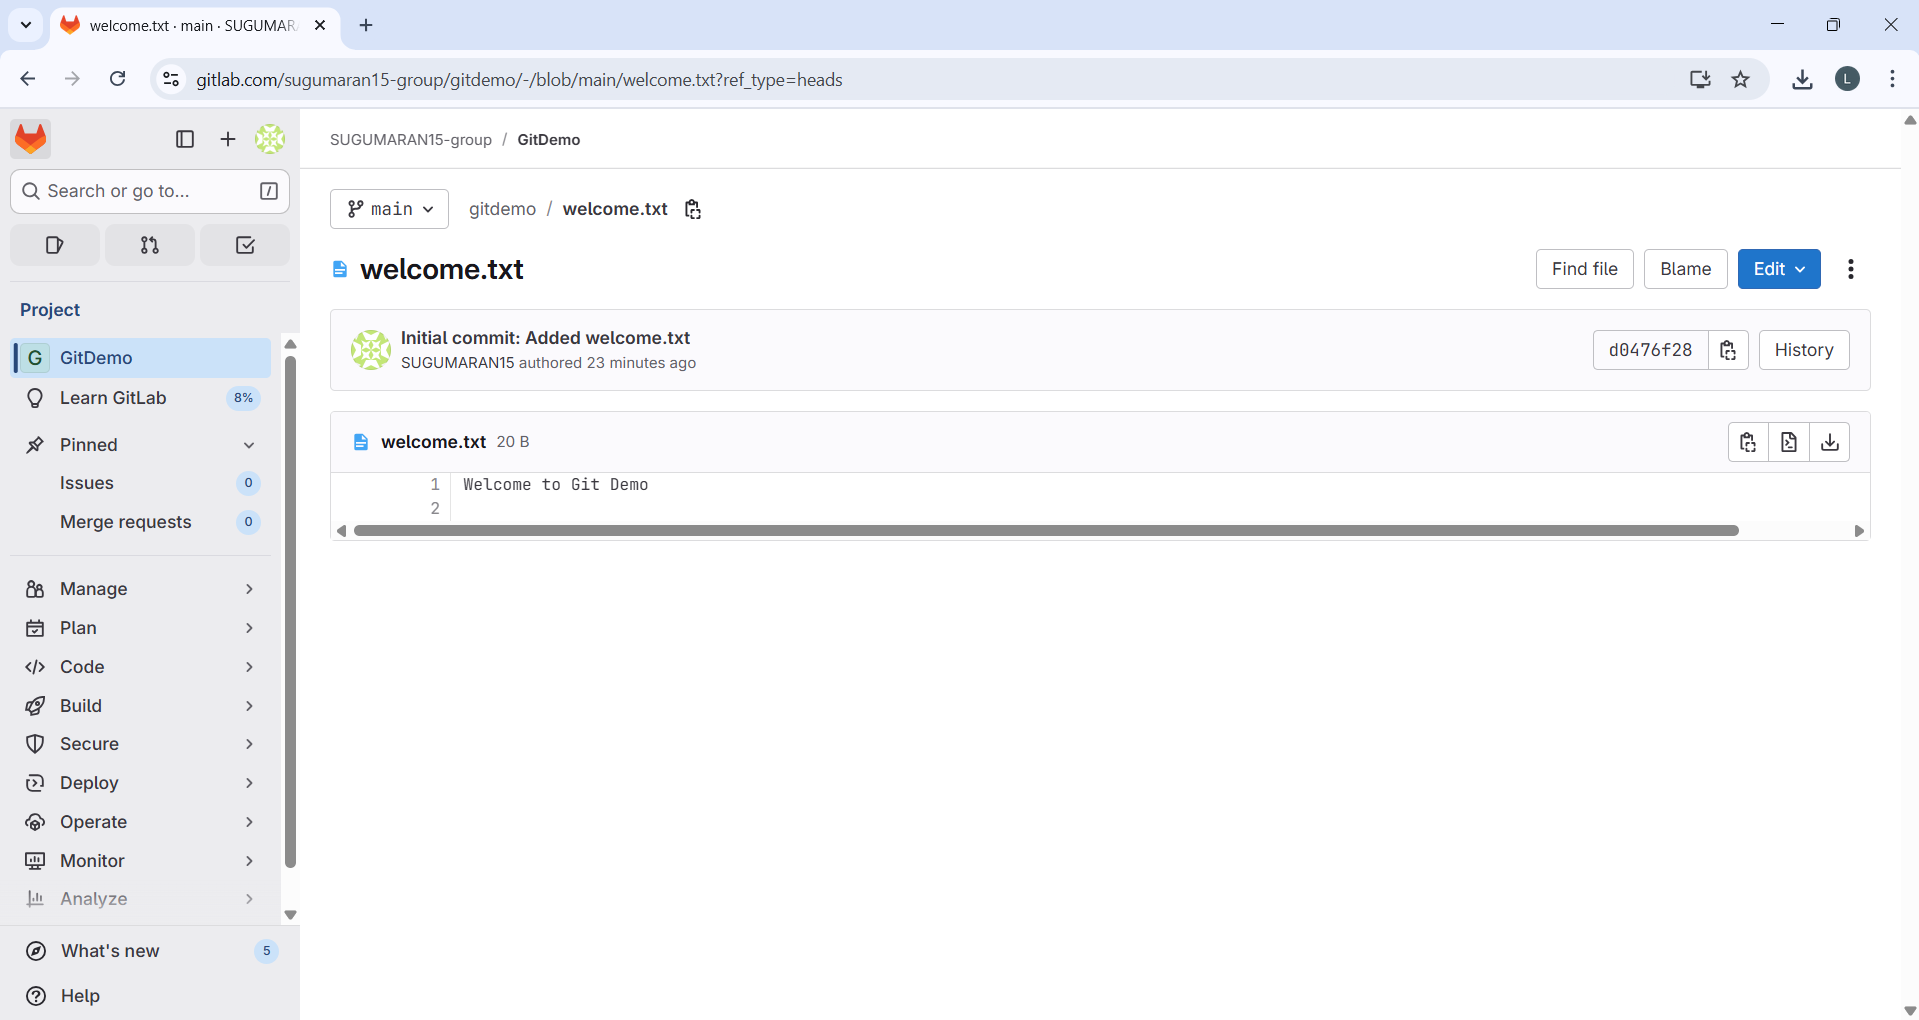 welcome.txt · main · SUGUMAR
gitlab.com/sugumaran15-group/gitdemo/-/blob/main/welcome.txt?ref_type=heads
L
SUGUMARAN15-group / GitDemo
Search or go to... /
main gitdemo / welcome.txt
welcome.txt
Find file Blame Edit
Project
Initial commit: Added welcome.txt
SUGUMARAN15 authored 23 minutes ago
d0476f28 History
G GitDemo
Learn GitLab 8%
Pinned
Issues 0
Merge requests 0
welcome.txt 20 B
1 Welcome to Git Demo
2
Manage
Plan
Code
Build
Secure
Deploy
Operate
Monitor
Analyze
What's new 5
Help